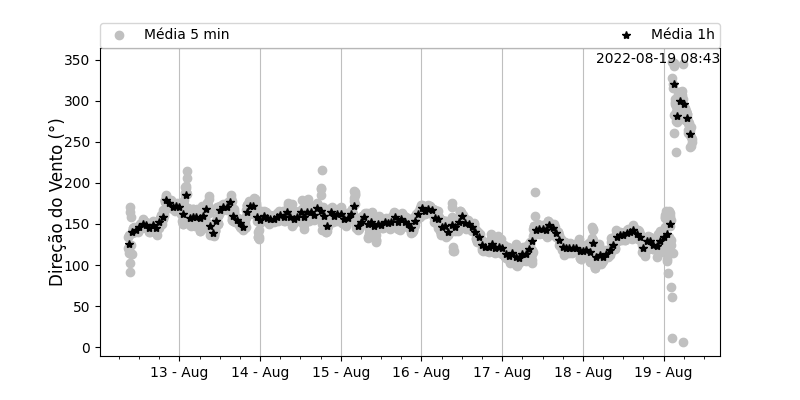 Média 5 min
Média 1h
2022-08-19 08:43
Direção do Vento (°)
350
300
250
200
150
100
50
0
13 - Aug
14 - Aug
15 - Aug
16 - Aug
17 - Aug
18 - Aug
19 - Aug